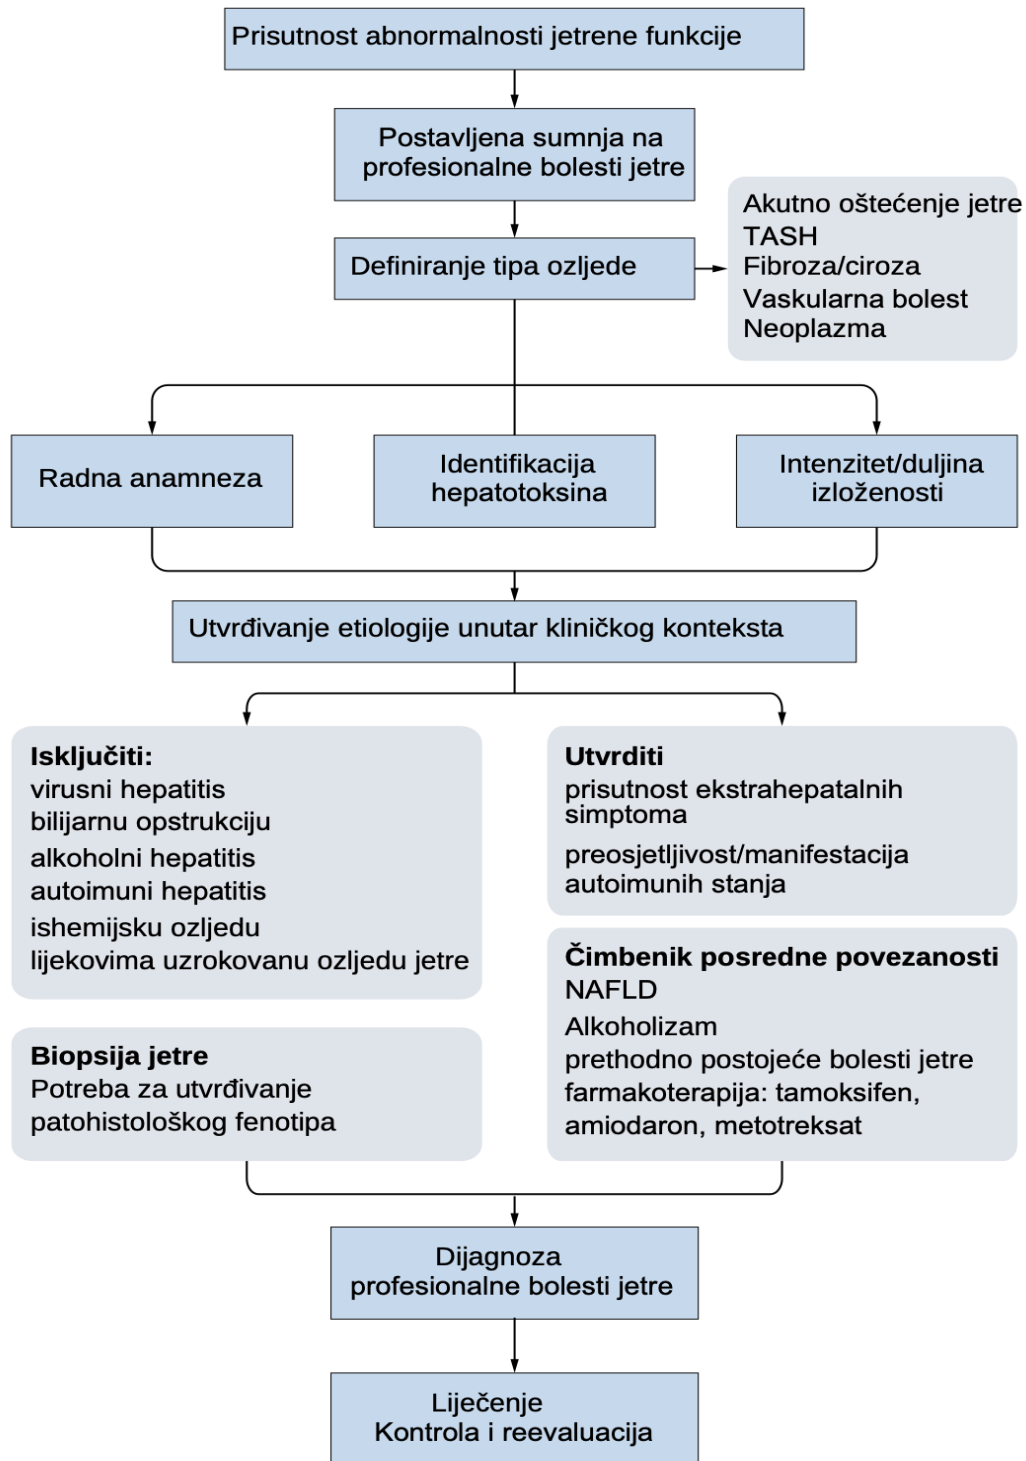 Prisutnost abnormalnosti jetrene funkcije
Postavljena sumnja na
profesionalne bolesti jetre
Definiranje tipa ozljede
Akutno oštećenje jetre
TASH
Fibroza/ciroza
Vaskularna bolest
Neoplazma
Radna anamneza
Identifikacija
hepatotoksina
Intenzitet/duljina
izloženosti
Utvrđivanje etiologije unutar kliničkog konteksta
Isključiti:
virusni hepatitis
bilijarnu opstrukciju
alkoholni hepatitis
autoimuni hepatitis
ishemijsku ozljedu
lijekovima uzrokovanu ozljedu jetre
Utvrditi
prisutnost ekstrahepatalnih
simptoma
preosjetljivost/manifestacija
autoimunih stanja
Biopsija jetre
Potreba za utvrđivanje
patohistološkog fenotipa
Čimbenik posredne povezanosti
NAFLD
Alkoholizam
prethodno postojeće bolesti jetre
farmakoterapija: tamoksifen,
amiodaron, metotreksat
Dijagnoza
profesionalne bolesti jetre
Liječenje
Kontrola i reevaluacija